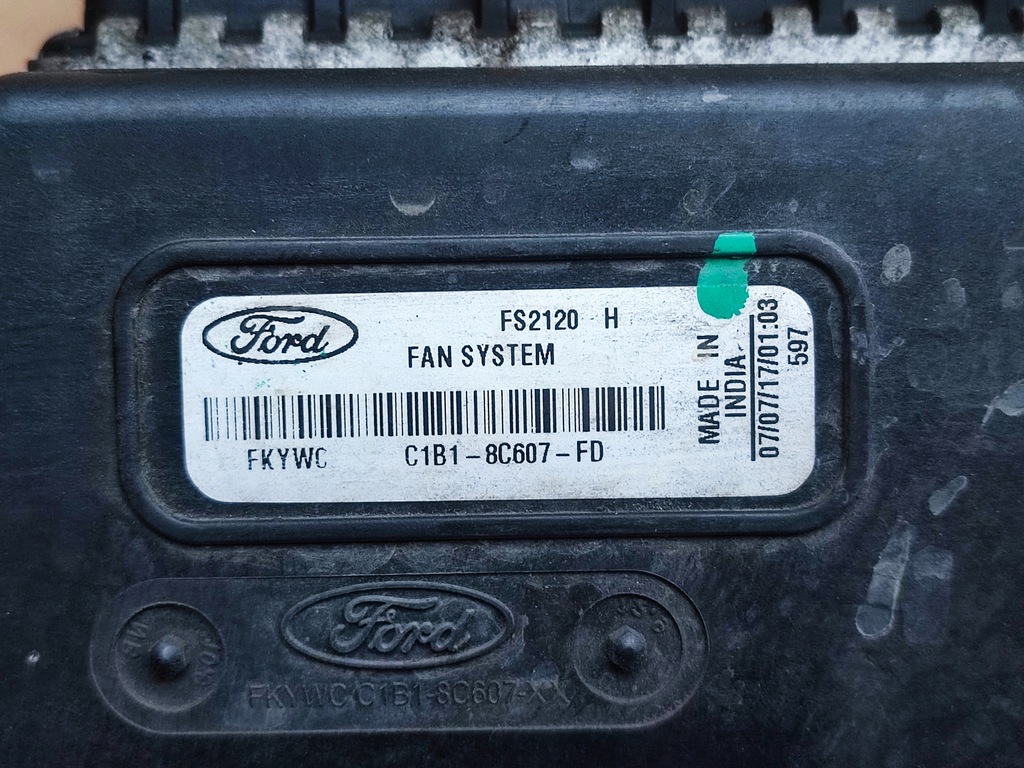 Ford
FS2120 H
FAN SYSTEM
FKYWC C1B1-8C607-FD
MADE IN
INDIA
07/07/17/01:03
597
Ford
FKYWC C1B1-8C607-XX